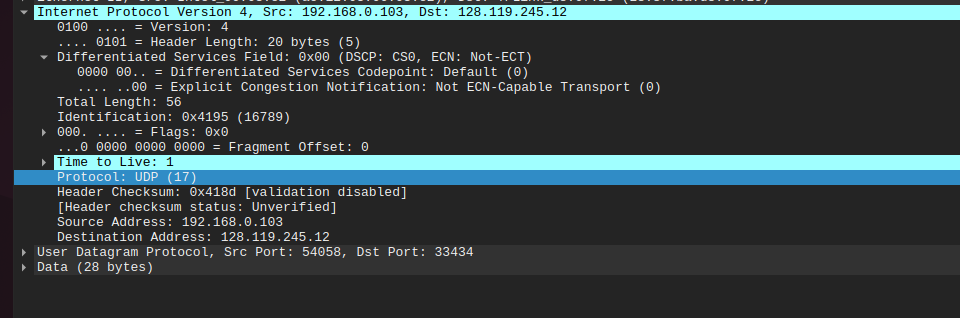 Internet Protocol Version 4, Src: 192.168.0.103, Dst: 128.119.245.12
0100 .... = Version: 4
.... 0101 = Header Length: 20 bytes (5)
Differentiated Services Field: 0x00 (DSCP: CS0, ECN: Not-ECT)
0000 00.. = Differentiated Services Codepoint: Default (0)
.... ..00 = Explicit Congestion Notification: Not ECN-Capable Transport (0)
Total Length: 56
Identification: 0x4195 (16789)
000. .... = Flags: 0x0
...0 0000 0000 0000 = Fragment Offset: 0
Time to Live: 1
Protocol: UDP (17)
Header Checksum: 0x418d [validation disabled]
[Header checksum status: Unverified]
Source Address: 192.168.0.103
Destination Address: 128.119.245.12
User Datagram Protocol, Src Port: 54058, Dst Port: 33434
Data (28 bytes)